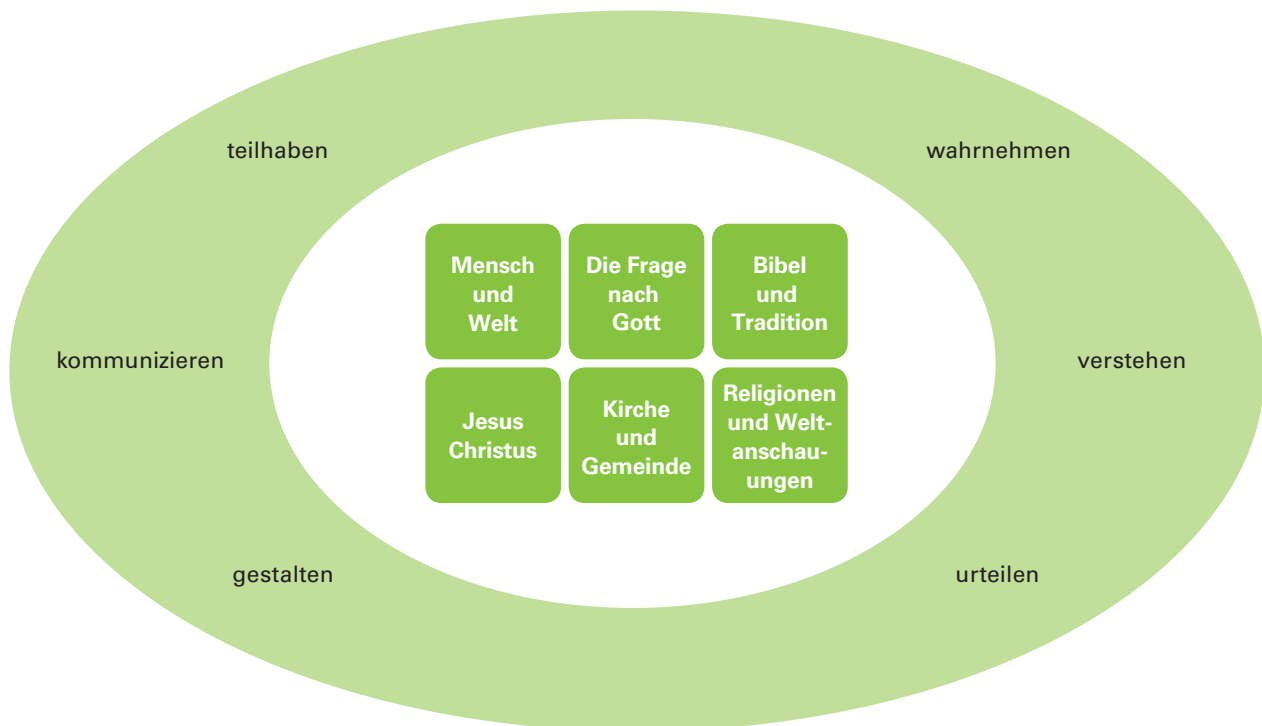 teilhaben
wahrnehmen
Mensch
und
Welt
Die Frage
nach
Gott
Bibel
und
Tradition
kommunizieren
verstehen
Jesus
Christus
Kirche
und
Gemeinde
Religionen
und Welt-
anschau-
ungen
gestalten
urteilen